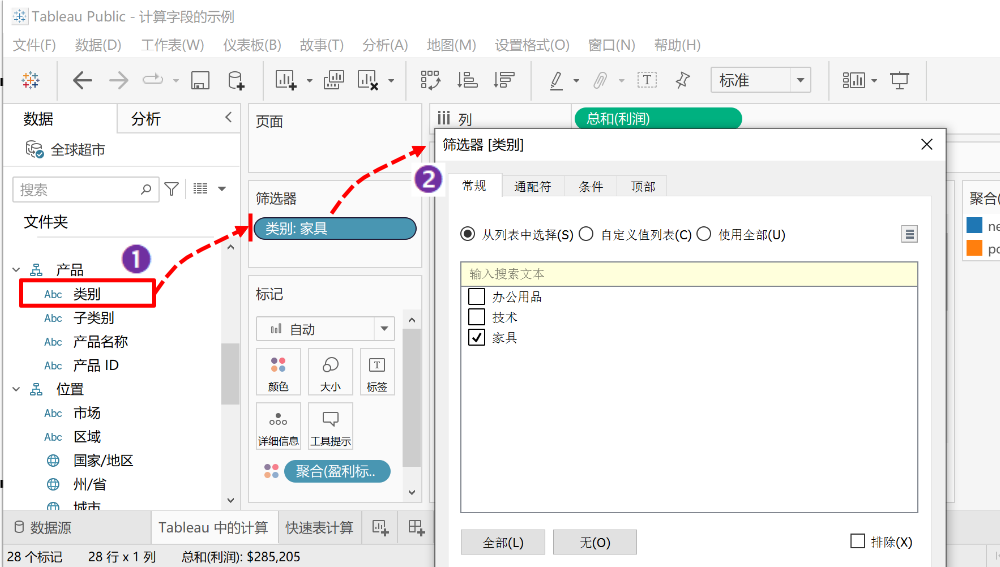 Tableau Public - 计算字段的示例
文件(F) 数据(D) 工作表(W) 仪表板(B) 故事(T) 分析(A) 地图(M) 设置格式(O) 窗口(N) 帮助(H)
标准
数据 分析
全球超市
搜索
文件夹
产品
Abc 类别
Abc 子类别
Abc 产品名称
Abc 产品 ID
位置
Abc 市场
Abc 区域
国家/地区
州/省
城市
页面
筛选器
类别: 家具
标记
自动
颜色 大小 标签
详细信息 工具提示
聚合(盈利标..
列 总和(利润)
1
2
筛选器 [类别]
常规 通配符 条件 顶部
从列表中选择(S) 自定义值列表(C) 使用全部(U)
输入搜索文本
办公用品
技术
家具
全部(L) 无(O) 排除(X)
聚合(
ne
po
数据源 Tableau 中的计算 快速表计算
28 个标记 28 行 x 1 列 总和(利润): $285,205